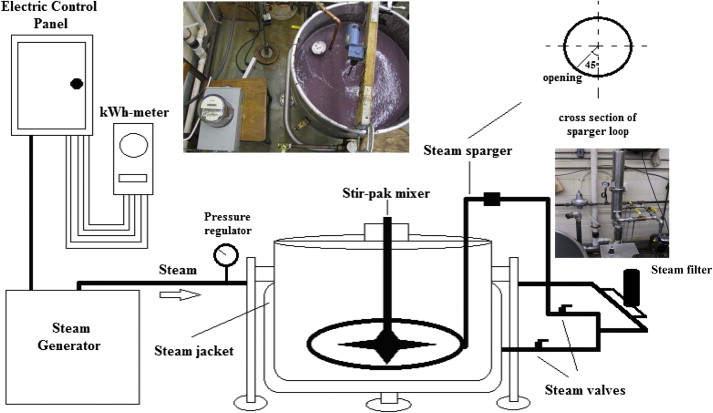 Electric Control
Panel
kWh-meter
45°
opening
cross section of
sparger loop
Steam sparger
Stir-pak mixer
Pressure
regulator
Steam
Steam filter
Steam
Generator
Steam jacket
Steam valves